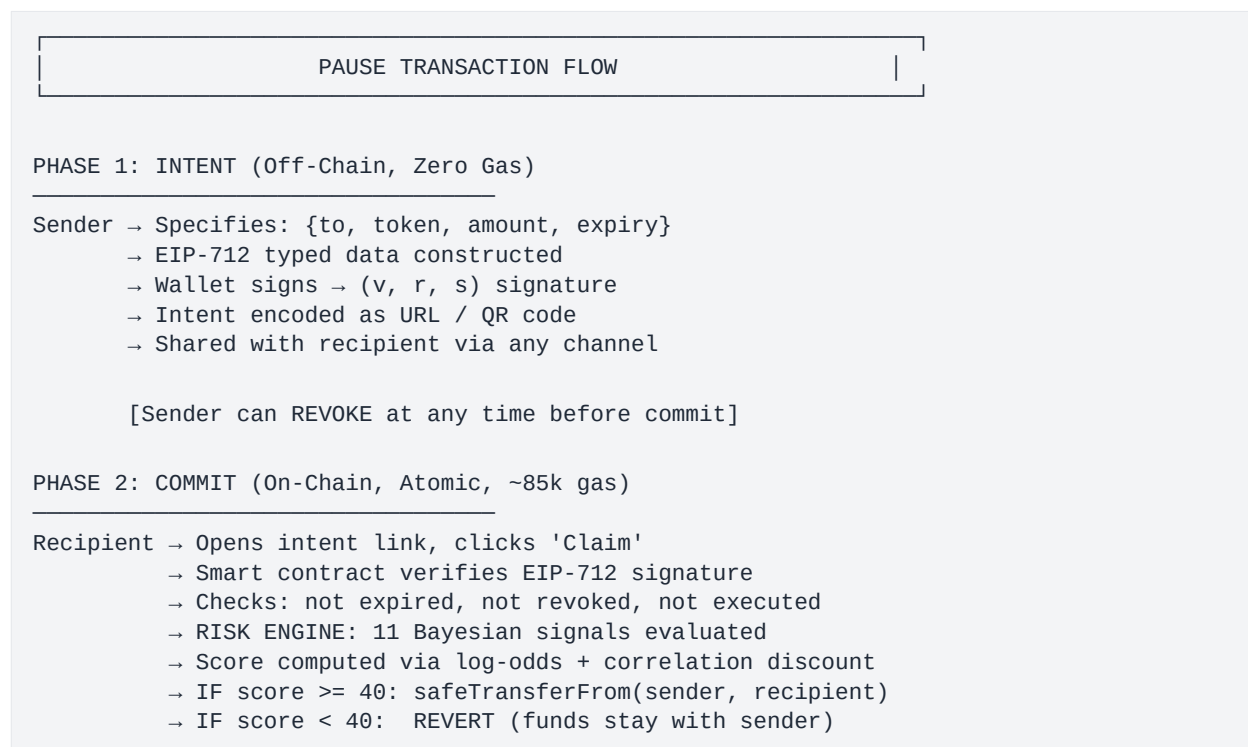 PAUSE TRANSACTION FLOW
PHASE 1: INTENT (Off-Chain, Zero Gas)
Sender → Specifies: {to, token, amount, expiry}
→ EIP-712 typed data constructed
→ Wallet signs → (v, r, s) signature
→ Intent encoded as URL / QR code
→ Shared with recipient via any channel
[Sender can REVOKE at any time before commit]
PHASE 2: COMMIT (On-Chain, Atomic, ~85k gas)
Recipient → Opens intent link, clicks 'Claim'
→ Smart contract verifies EIP-712 signature
→ Checks: not expired, not revoked, not executed
→ RISK ENGINE: 11 Bayesian signals evaluated
→ Score computed via log-odds + correlation discount
→ IF score >= 40: safeTransferFrom(sender, recipient)
→ IF score < 40:  REVERT (funds stay with sender)